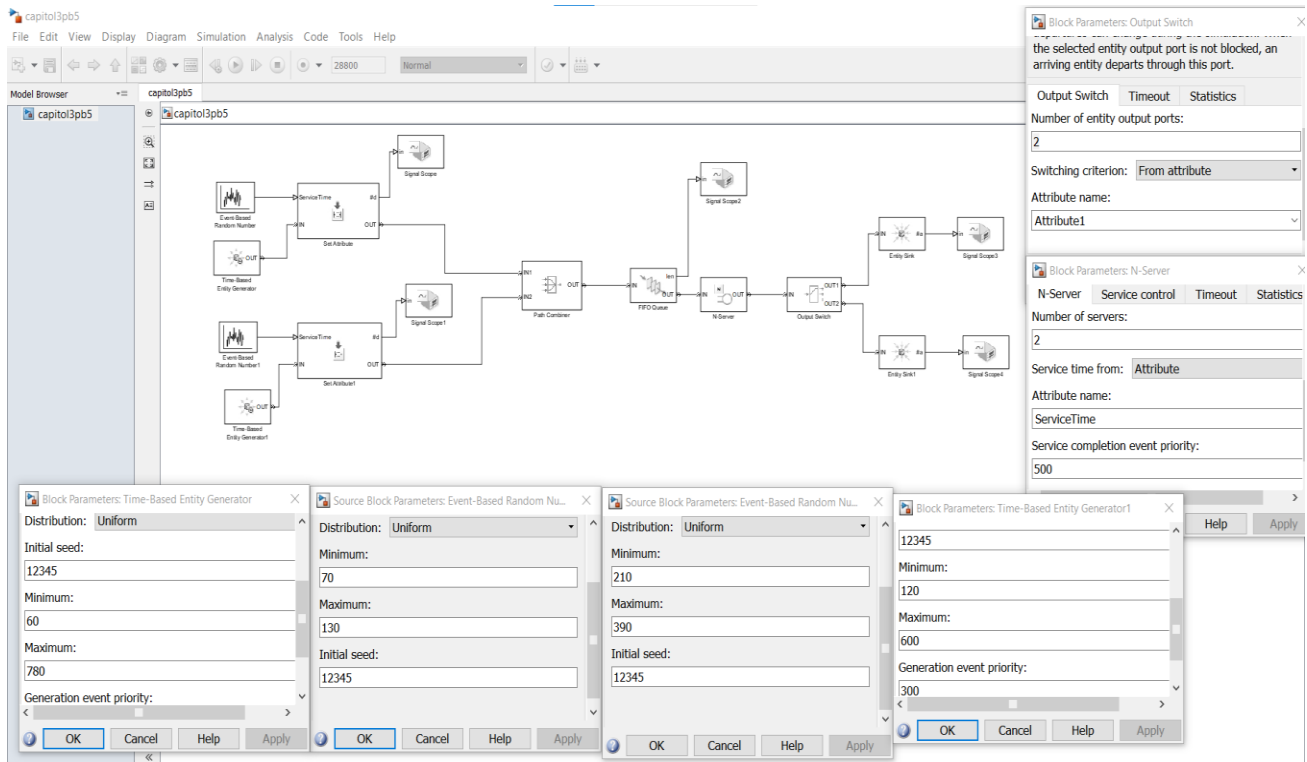 capitol3pb5
File Edit View Display Diagram Simulation Analysis Code Tools Help
28800 Normal
Model Browser
capitol3pb5
capitol3pb5
capitol3pb5
in
Signal Scope
Event-Based
Random Number
ServiceTime #d
IN OUT
Set Attribute
OUT
Time-Based
Entity Generator
in
Signal Scope1
Event-Based
Random Number1
ServiceTime #d
IN OUT
Set Attribute1
OUT
Time-Based
Entity Generator1
IN1
IN2
OUT
Path Combiner
in
Signal Scope2
len
OUT
FIFO Queue
IN OUT
N-Server
IN OUT1
OUT2
Output Switch
IN #a
Entity Sink
in
Signal Scope3
IN #a
Entity Sink1
in
Signal Scope4
Block Parameters: Output Switch
the selected entity output port is not blocked, an
arriving entity departs through this port.
Output Switch Timeout Statistics
Number of entity output ports:
2
Switching criterion: From attribute
Attribute name:
Attribute1
Block Parameters: N-Server
N-Server Service control Timeout Statistics
Number of servers:
2
Service time from: Attribute
Attribute name:
ServiceTime
Service completion event priority:
500
Help Apply
Block Parameters: Time-Based Entity Generator
Distribution: Uniform
Initial seed:
12345
Minimum:
60
Maximum:
780
Generation event priority:
OK Cancel Help Apply
Source Block Parameters: Event-Based Random Nu...
Distribution: Uniform
Minimum:
70
Maximum:
130
Initial seed:
12345
OK Cancel Help Apply
Source Block Parameters: Event-Based Random Nu...
Distribution: Uniform
Minimum:
210
Maximum:
390
Initial seed:
12345
OK Cancel Help Apply
Block Parameters: Time-Based Entity Generator1
12345
Minimum:
120
Maximum:
600
Generation event priority:
300
OK Cancel Help Apply